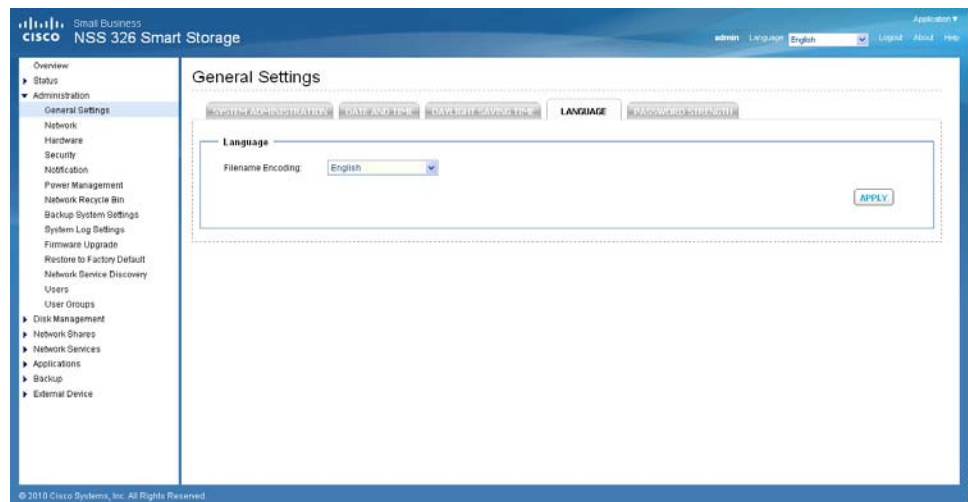 Small Business
CISCO NSS 326 Smart Storage
Application
admin Language English Logout About Help
Overview
Status
Administration
General Settings
Network
Hardware
Security
Notification
Power Management
Network Recycle Bin
Backup System Settings
System Log Settings
Firmware Upgrade
Restore to Factory Default
Network Service Discovery
Users
User Groups
Disk Management
Network Shares
Network Services
Applications
Backup
External Device
General Settings
SYSTEM ADMINISTRATION DATE AND TIME DAYLIGHT SAVING TIME LANGUAGE PASSWORD STRENGTH
Language
Filename Encoding: English
APPLY
© 2010 Cisco Systems, Inc. All Rights Reserved.